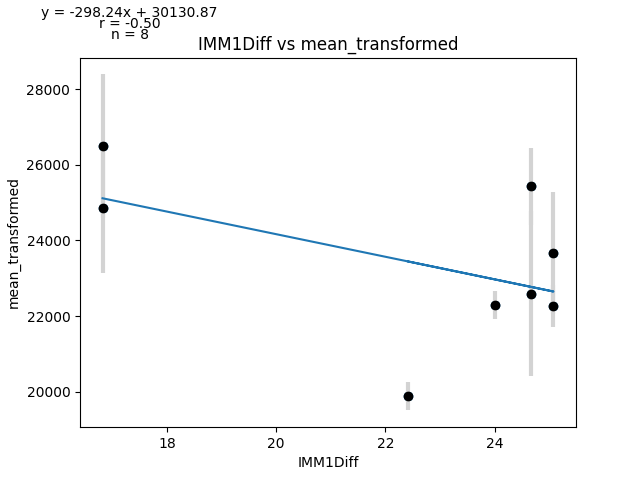 y = -298.24x + 30130.87
r = -0.50
n = 8
IMM1Diff vs mean_transformed
28000
26000
24000
22000
20000
mean_transformed
18
20
22
24
IMM1Diff